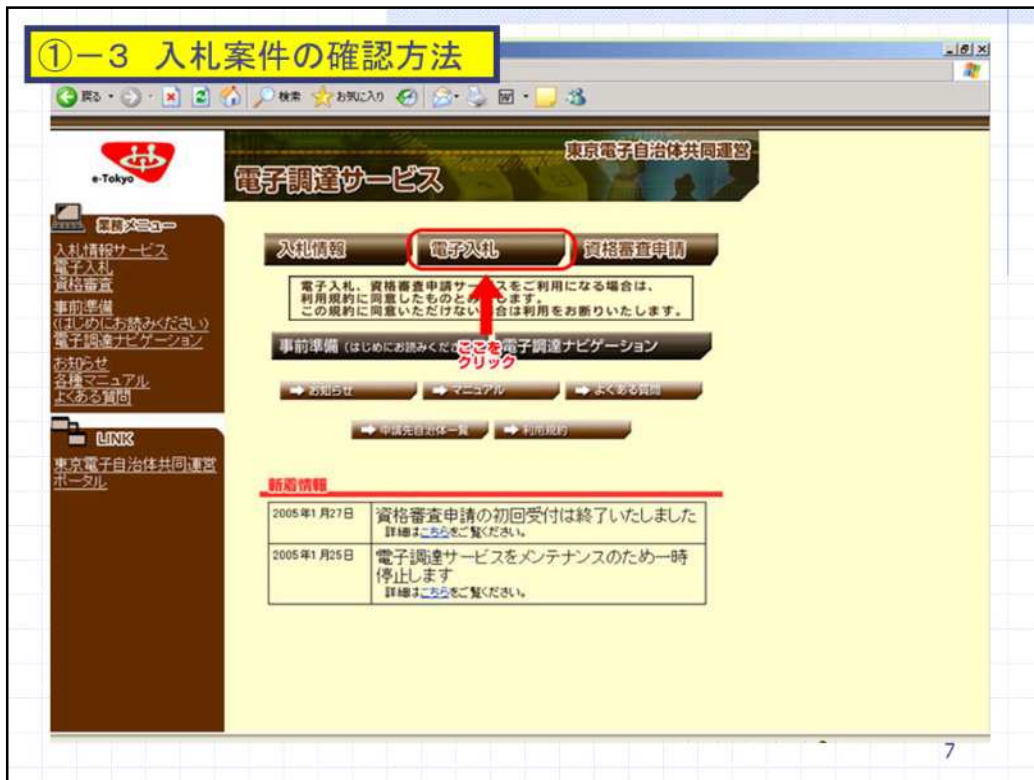 ①－3 入札案件の確認方法
戻る
検索
お気に入り
e-Tokyo
東京電子自治体共同運営
電子調達サービス
業務メニュー
入札情報サービス
電子入札
資格審査
事前準備
(はじめにお読みください)
電子調達ナビゲーション
お知らせ
各種マニュアル
よくある質問
LINK
東京電子自治体共同運営
ポータル
入札情報
電子入札
資格審査申請
電子入札、資格審査申請サービスをご利用になる場合は、
利用規約に同意したものと します。
この規約に同意いただけない 合は利用をお断りいたします。
事前準備 (はじめにお読みくだ
電子調達ナビゲーション
ここを
クリック
お知らせ
マニュアル
よくある質問
申請先自治体一覧
利用規約
新着情報
2005年1月27日
資格審査申請の初回受付は終了いたしました
詳細はこちらをご覧ください。
2005年1月25日
電子調達サービスをメンテナンスのため一時
停止します
詳細はこちらをご覧ください。
7